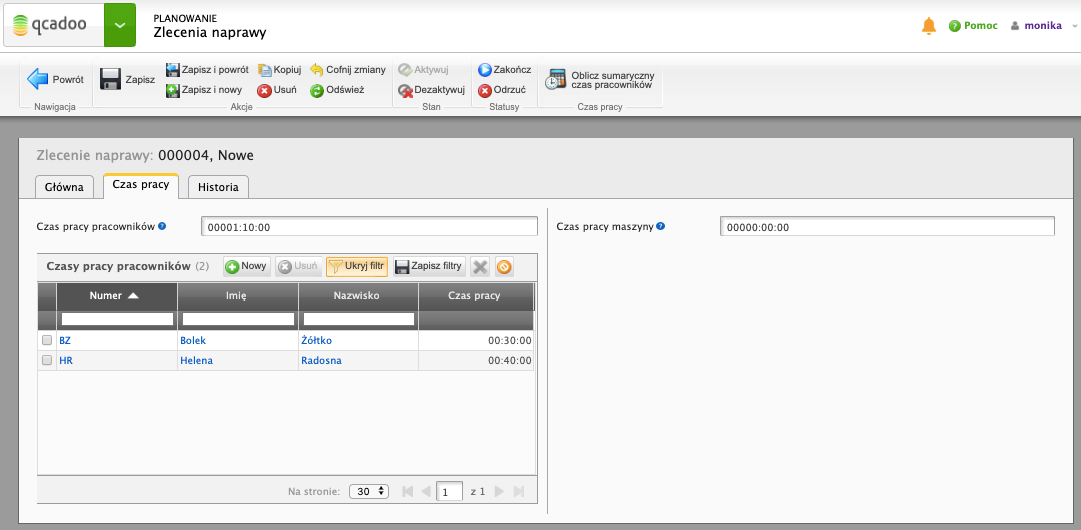 qcadoo
PLANOWANIE
Zlecenia naprawy
Pomoc
monika
Powrót
Nawigacja
Zapisz
Zapisz i powrót
Kopiuj
Cofnij zmiany
Zapisz i nowy
Usuń
Odśwież
Akcje
Aktywuj
Dezaktywuj
Stan
Zakończ
Odrzuć
Statusy
Oblicz sumaryczny
czas pracowników
Czas pracy
Zlecenie naprawy: 000004, Nowe
Główna
Czas pracy
Historia
Czas pracy pracowników
00001:10:00
Czas pracy maszyny
00000:00:00
Czasy pracy pracowników (2)
Nowy
Usuń
Ukryj filtr
Zapisz filtry
Numer Imię Nazwisko Czas pracy
BZ Bolek Żółtko 00:30:00
HR Helena Radosna 00:40:00
Na stronie: 30 1 z 1